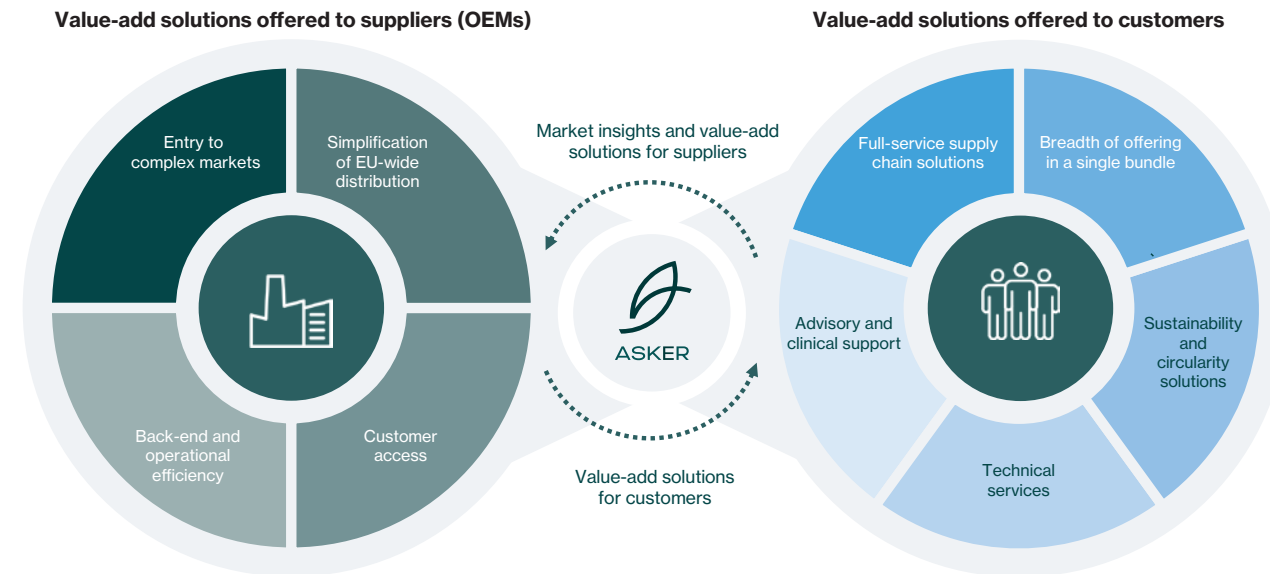 Value-add solutions offered to suppliers (OEMs)
Entry to
complex markets
Simplification
of EU-wide
distribution
Back-end and
operational
efficiency
Customer
access
Market insights and value-add
solutions for suppliers
ASKER
Value-add solutions
for customers
Value-add solutions offered to customers
Full-service supply
chain solutions
Breadth of offering
in a single bundle
Advisory and
clinical support
Sustainability
and
circularity
solutions
Technical
services